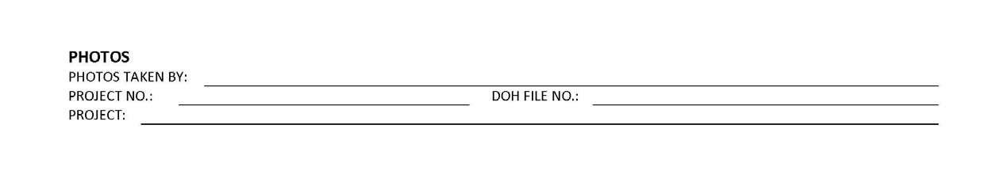 PHOTOS
PHOTOS TAKEN BY:
PROJECT NO.: DOH FILE NO.:
PROJECT: